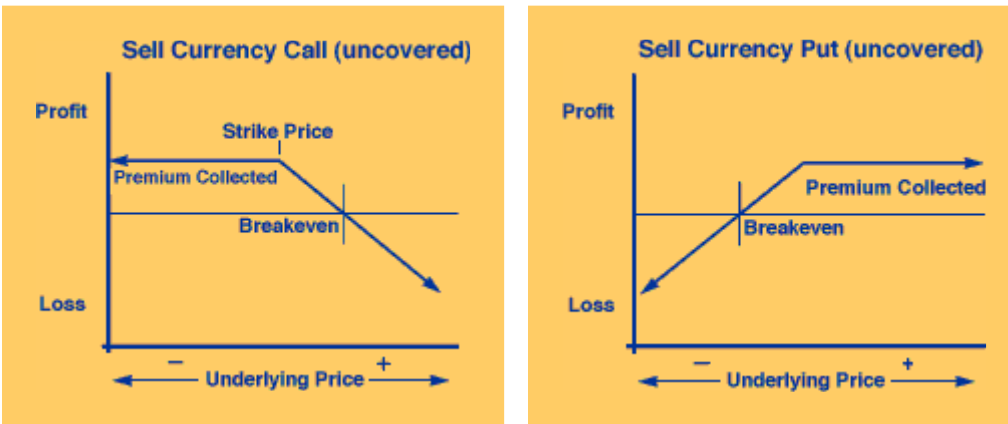 Sell Currency Call (uncovered)
Profit
Strike Price
Premium Collected
Breakeven
Loss
– +
Underlying Price
Sell Currency Put (uncovered)
Profit
Premium Collected
Breakeven
Loss
– +
Underlying Price